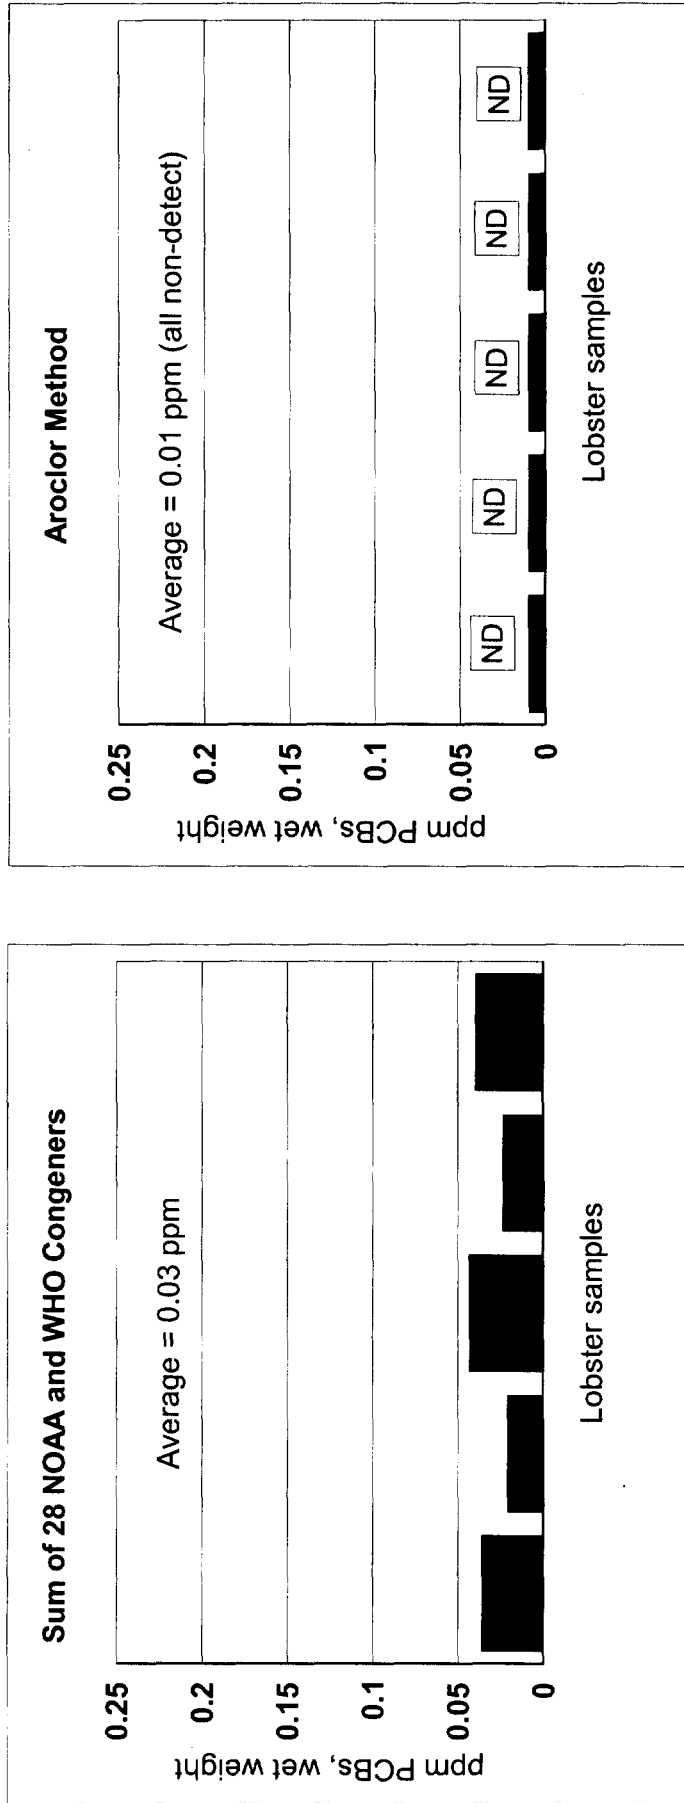 Sum of 28 NOAA and WHO Congeners
ppm PCBs, wet weight
0.25
0.2
0.15
0.1
0.05
0
Average = 0.03 ppm
Lobster samples
Aroclor Method
ppm PCBs, wet weight
0.25
0.2
0.15
0.1
0.05
0
Average = 0.01 ppm (all non-detect)
ND
ND
ND
ND
ND
Lobster samples